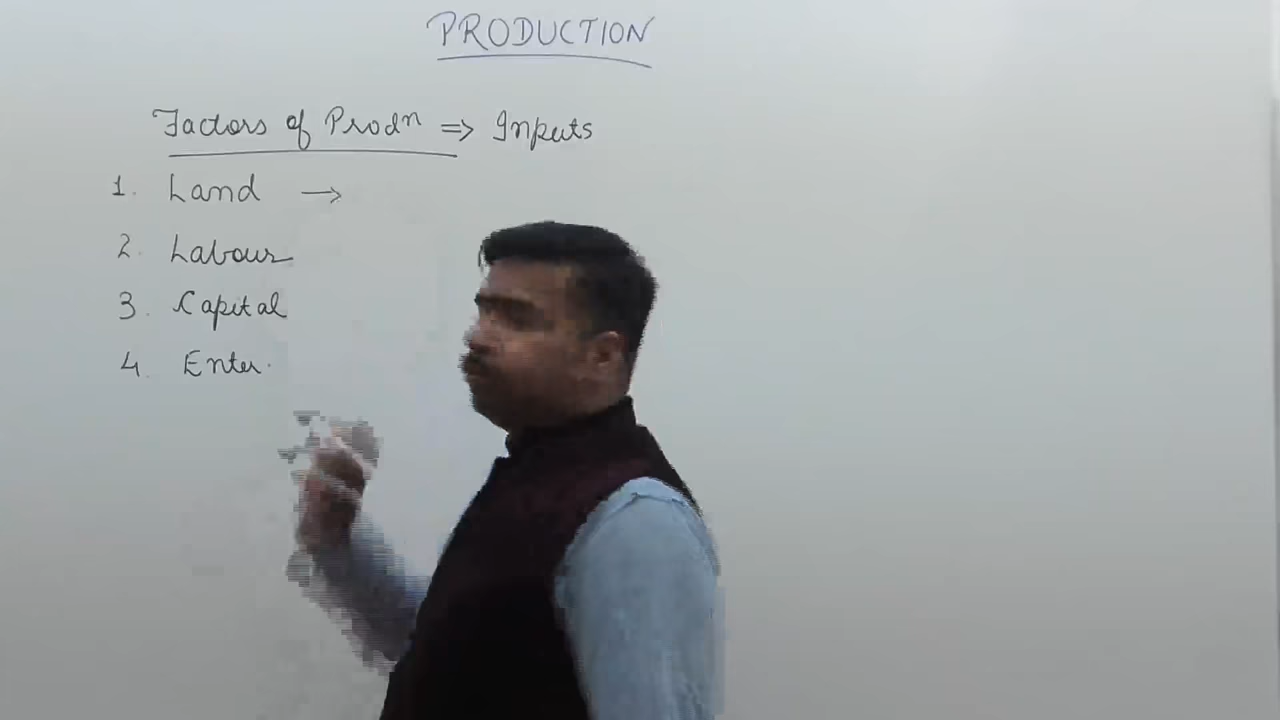 PRODUCTION
Factors of Prodn => Inputs
1. Land →
2. Labour
3. Capital
4. Enter.